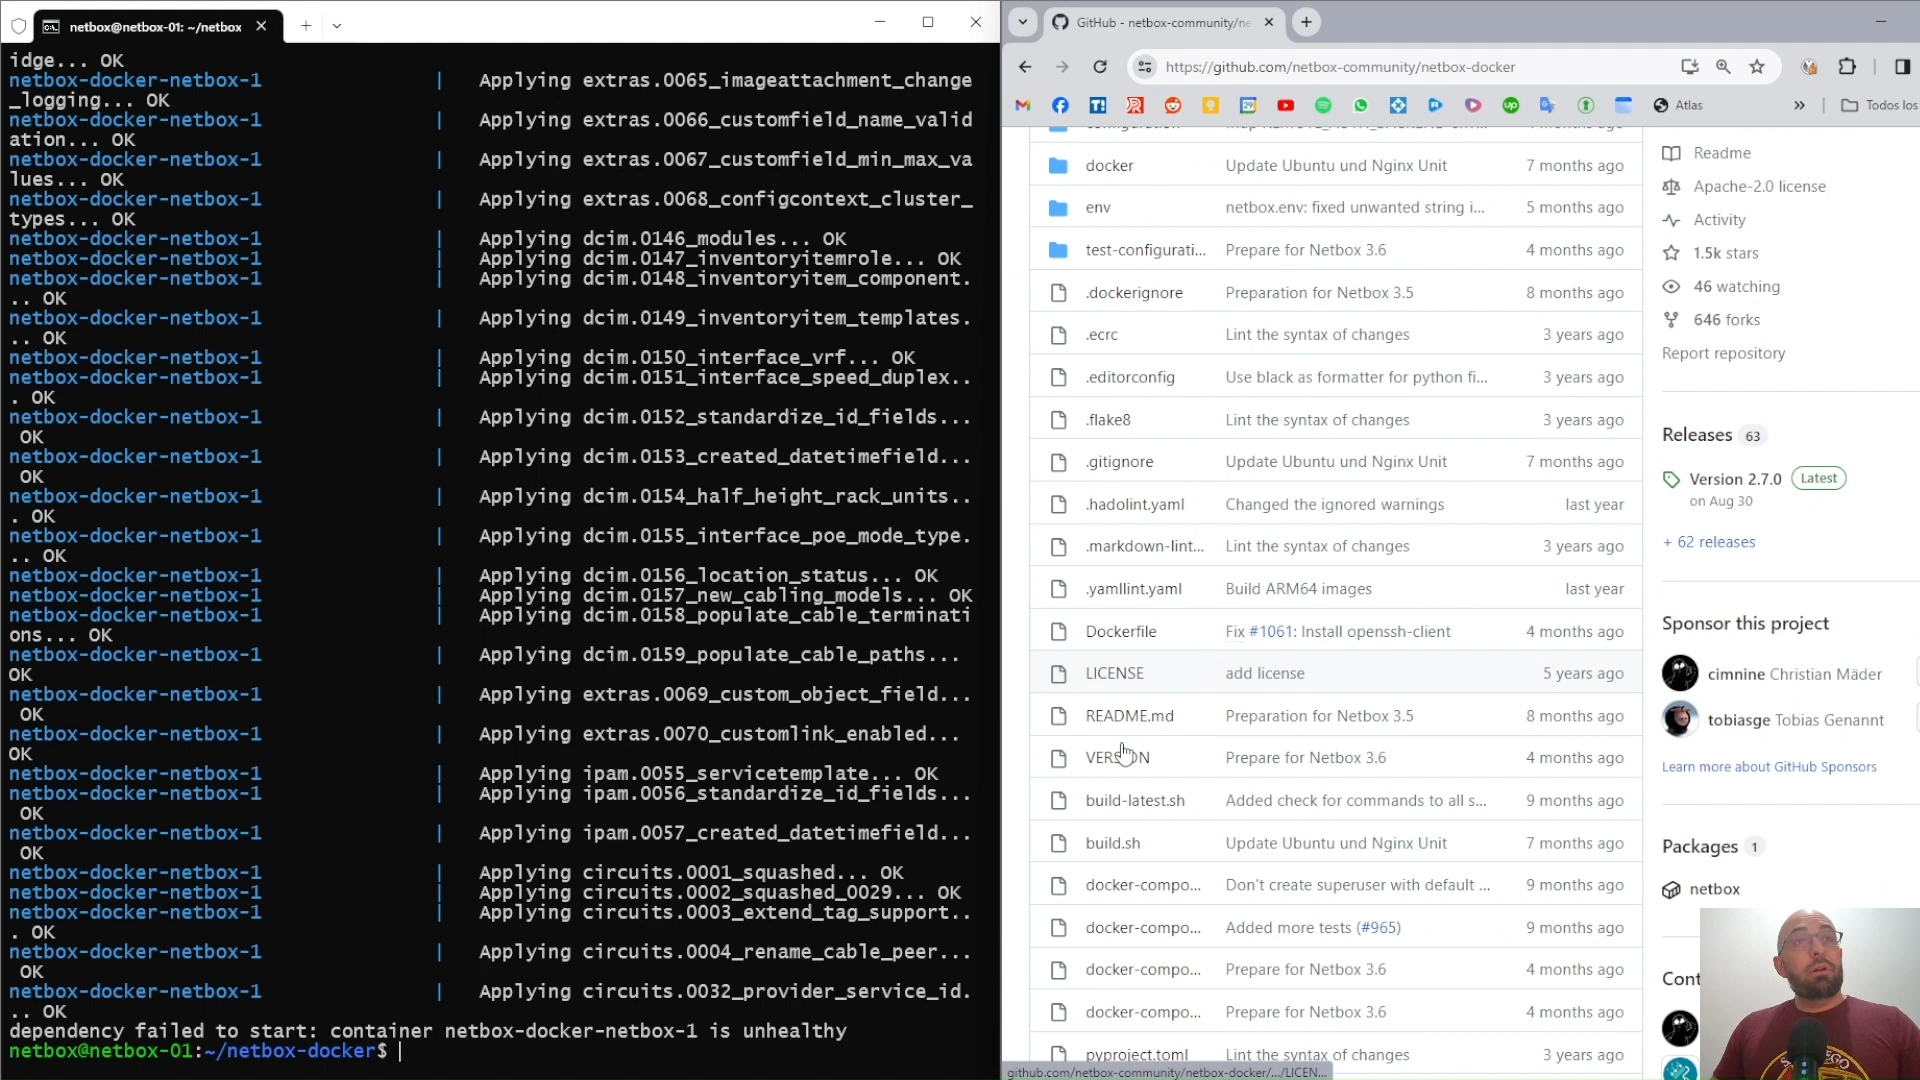 netbox@netbox-01: ~/netbox
idge... OK
netbox-docker-netbox-1 | Applying extras.0065_imageattachment_change
_logging... OK
netbox-docker-netbox-1 | Applying extras.0066_customfield_name_valid
ation... OK
netbox-docker-netbox-1 | Applying extras.0067_customfield_min_max_va
lues... OK
netbox-docker-netbox-1 | Applying extras.0068_configcontext_cluster_
types... OK
netbox-docker-netbox-1 | Applying dcim.0146_modules... OK
netbox-docker-netbox-1 | Applying dcim.0147_inventoryitemrole... OK
netbox-docker-netbox-1 | Applying dcim.0148_inventoryitem_component.
.. OK
netbox-docker-netbox-1 | Applying dcim.0149_inventoryitem_templates.
.. OK
netbox-docker-netbox-1 | Applying dcim.0150_interface_vrf... OK
netbox-docker-netbox-1 | Applying dcim.0151_interface_speed_duplex..
. OK
netbox-docker-netbox-1 | Applying dcim.0152_standardize_id_fields...
OK
netbox-docker-netbox-1 | Applying dcim.0153_created_datetimefield...
OK
netbox-docker-netbox-1 | Applying dcim.0154_half_height_rack_units..
. OK
netbox-docker-netbox-1 | Applying dcim.0155_interface_poe_mode_type.
.. OK
netbox-docker-netbox-1 | Applying dcim.0156_location_status... OK
netbox-docker-netbox-1 | Applying dcim.0157_new_cabling_models... OK
netbox-docker-netbox-1 | Applying dcim.0158_populate_cable_terminati
ons... OK
netbox-docker-netbox-1 | Applying dcim.0159_populate_cable_paths...
OK
netbox-docker-netbox-1 | Applying extras.0069_custom_object_field...
OK
netbox-docker-netbox-1 | Applying extras.0070_customlink_enabled...
OK
netbox-docker-netbox-1 | Applying ipam.0055_servicetemplate... OK
netbox-docker-netbox-1 | Applying ipam.0056_standardize_id_fields...
OK
netbox-docker-netbox-1 | Applying ipam.0057_created_datetimefield...
OK
netbox-docker-netbox-1 | Applying circuits.0001_squashed... OK
netbox-docker-netbox-1 | Applying circuits.0002_squashed_0029... OK
netbox-docker-netbox-1 | Applying circuits.0003_extend_tag_support..
. OK
netbox-docker-netbox-1 | Applying circuits.0004_rename_cable_peer...
OK
netbox-docker-netbox-1 | Applying circuits.0032_provider_service_id.
.. OK
dependency failed to start: container netbox-docker-netbox-1 is unhealthy
netbox@netbox-01:~/netbox-docker$
GitHub - netbox-community/ne
https://github.com/netbox-community/netbox-docker
Atlas
» Todos los
docker Update Ubuntu und Nginx Unit 7 months ago
env netbox.env: fixed unwanted string i... 5 months ago
test-configurati... Prepare for Netbox 3.6 4 months ago
.dockerignore Preparation for Netbox 3.5 8 months ago
.ecrc Lint the syntax of changes 3 years ago
.editorconfig Use black as formatter for python fi... 3 years ago
.flake8 Lint the syntax of changes 3 years ago
.gitignore Update Ubuntu und Nginx Unit 7 months ago
.hadolint.yaml Changed the ignored warnings last year
.markdown-lint... Lint the syntax of changes 3 years ago
.yamllint.yaml Build ARM64 images last year
Dockerfile Fix #1061: Install openssh-client 4 months ago
LICENSE add license 5 years ago
README.md Preparation for Netbox 3.5 8 months ago
VERSION Prepare for Netbox 3.6 4 months ago
build-latest.sh Added check for commands to all s... 9 months ago
build.sh Update Ubuntu und Nginx Unit 7 months ago
docker-compo... Don't create superuser with default ... 9 months ago
docker-compo... Added more tests (#965) 9 months ago
docker-compo... Prepare for Netbox 3.6 4 months ago
docker-compo... Prepare for Netbox 3.6 4 months ago
pyproject.toml Lint the syntax of changes 3 years ago
github.com/netbox-community/netbox-docker/.../LICEN...
Readme
Apache-2.0 license
Activity
1.5k stars
46 watching
646 forks
Report repository
Releases 63
Version 2.7.0 Latest
on Aug 30
+ 62 releases
Sponsor this project
cimnine Christian Mäder
tobiasge Tobias Genannt
Learn more about GitHub Sponsors
Packages 1
netbox
Cont